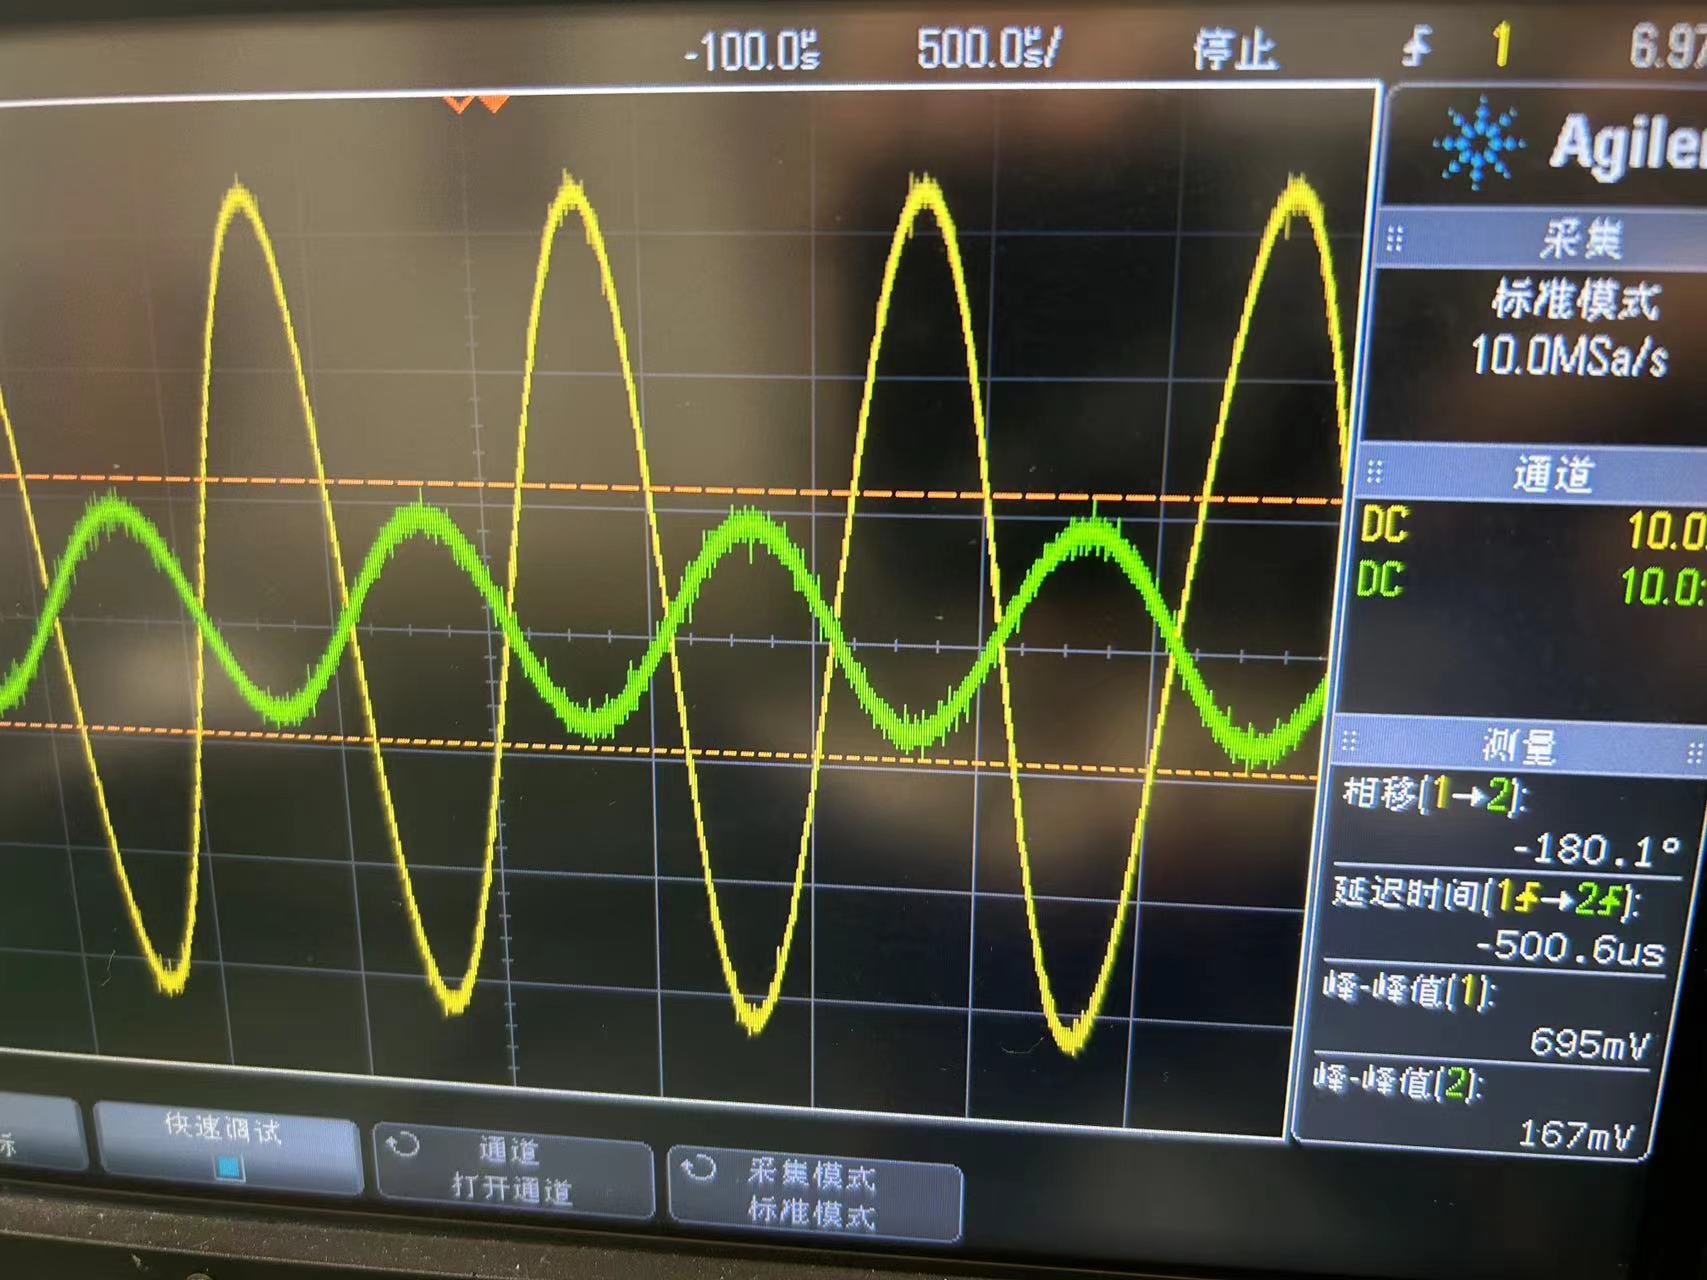 -100.0µs 500.0µs/ 停止 1 6.97
Agilen
采集
标准模式
10.0MSa/s
通道
DC 10.0
DC 10.0:
测量
相移(1→2):
-180.1°
延迟时间(1→2):
-500.6us
峰-峰值(1):
695mV
峰-峰值(2):
167mV
标
快速调试
通道
打开通道
采集模式
标准模式